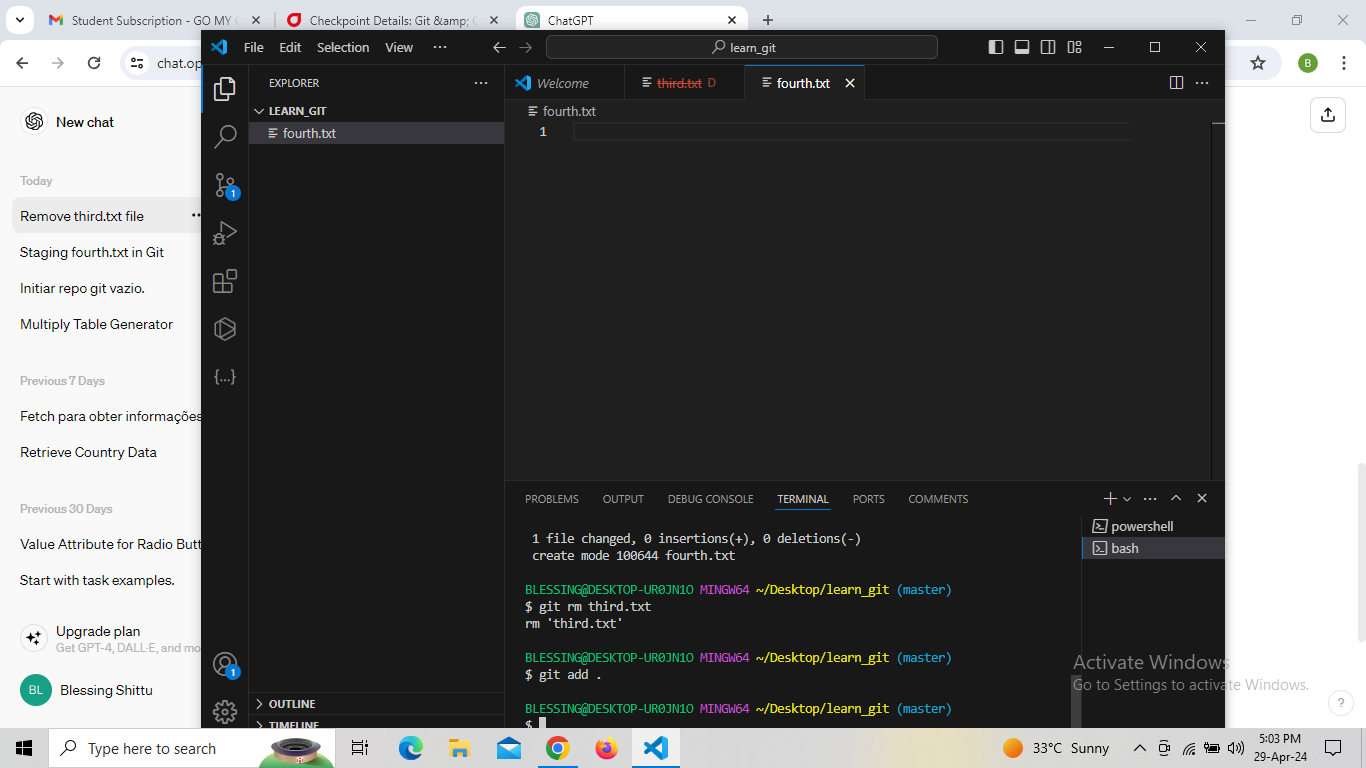 Student Subscription - GO MY C
Checkpoint Details: Git &amp; C
ChatGPT
chat.op
B
New chat
Today
Remove third.txt file
Staging fourth.txt in Git
Initiar repo git vazio.
Multiply Table Generator
Previous 7 Days
Fetch para obter informações
Retrieve Country Data
Previous 30 Days
Value Attribute for Radio Butt
Start with task examples.
Upgrade plan
Get GPT-4, DALL·E, and mo
BL
Blessing Shittu
File Edit Selection View
learn_git
EXPLORER
LEARN_GIT
fourth.txt
1
1
OUTLINE
TIMELINE
Welcome
third.txt D
fourth.txt
fourth.txt
1
PROBLEMS OUTPUT DEBUG CONSOLE TERMINAL PORTS COMMENTS
powershell
bash
1 file changed, 0 insertions(+), 0 deletions(-)
create mode 100644 fourth.txt
BLESSING@DESKTOP-UR0JN1O MINGW64 ~/Desktop/learn_git (master)
$ git rm third.txt
rm 'third.txt'
BLESSING@DESKTOP-UR0JN1O MINGW64 ~/Desktop/learn_git (master)
$ git add .
BLESSING@DESKTOP-UR0JN1O MINGW64 ~/Desktop/learn_git (master)
$
Activate Windows
Go to Settings to activate Windows.
?
Type here to search
33°C Sunny
5:03 PM
29-Apr-24